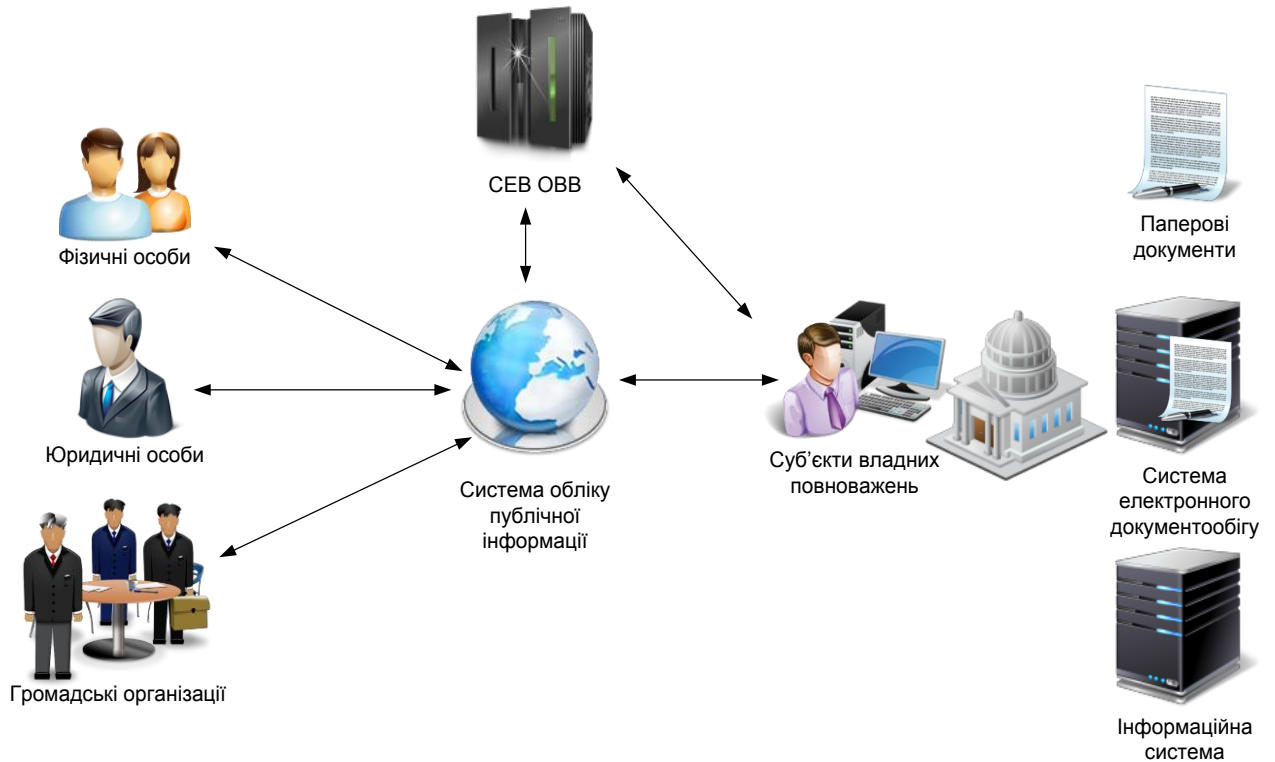 СЕВ ОВВ
Фізичні особи
Паперові
документи
Юридичні особи
Система обліку
публічної
інформації
Суб’єкти владних
повноважень
Система
електронного
документообігу
Громадські організації
Інформаційна
система